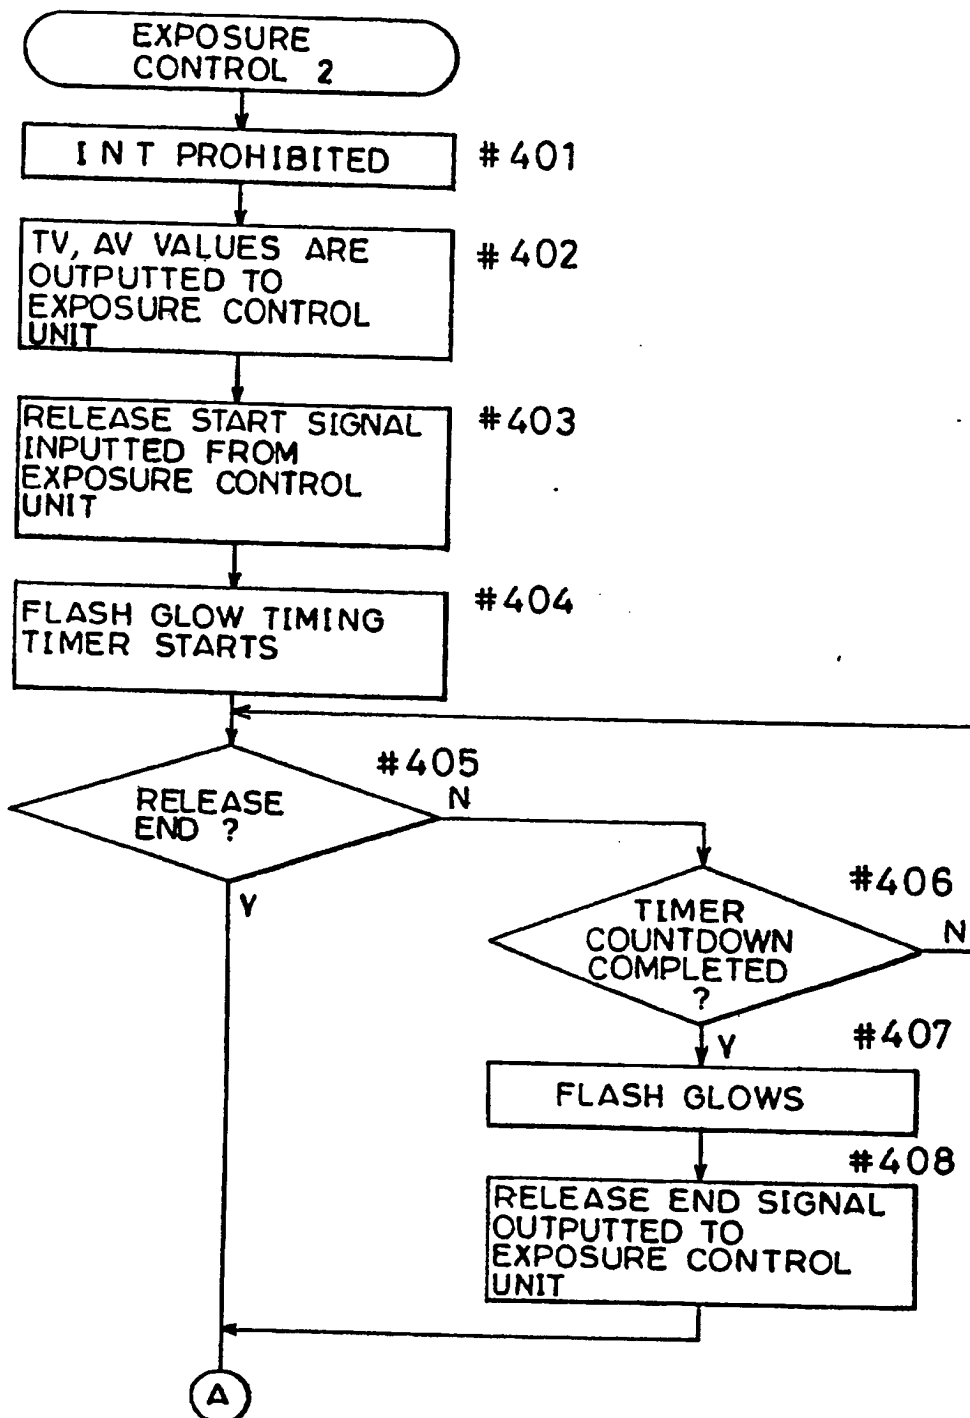 EXPOSURE
CONTROL 2
INT PROHIBITED
#401
TV, AV VALUES ARE
OUTPUTTED TO
EXPOSURE CONTROL
UNIT
#402
RELEASE START SIGNAL
INPUTTED FROM
EXPOSURE CONTROL
UNIT
#403
FLASH GLOW TIMING
TIMER STARTS
#404
#405
RELEASE
END ?
N
Y
#406
TIMER
COUNTDOWN
COMPLETED
?
N
Y
#407
FLASH GLOWS
#408
RELEASE END SIGNAL
OUTPUTTED TO
EXPOSURE CONTROL
UNIT
A